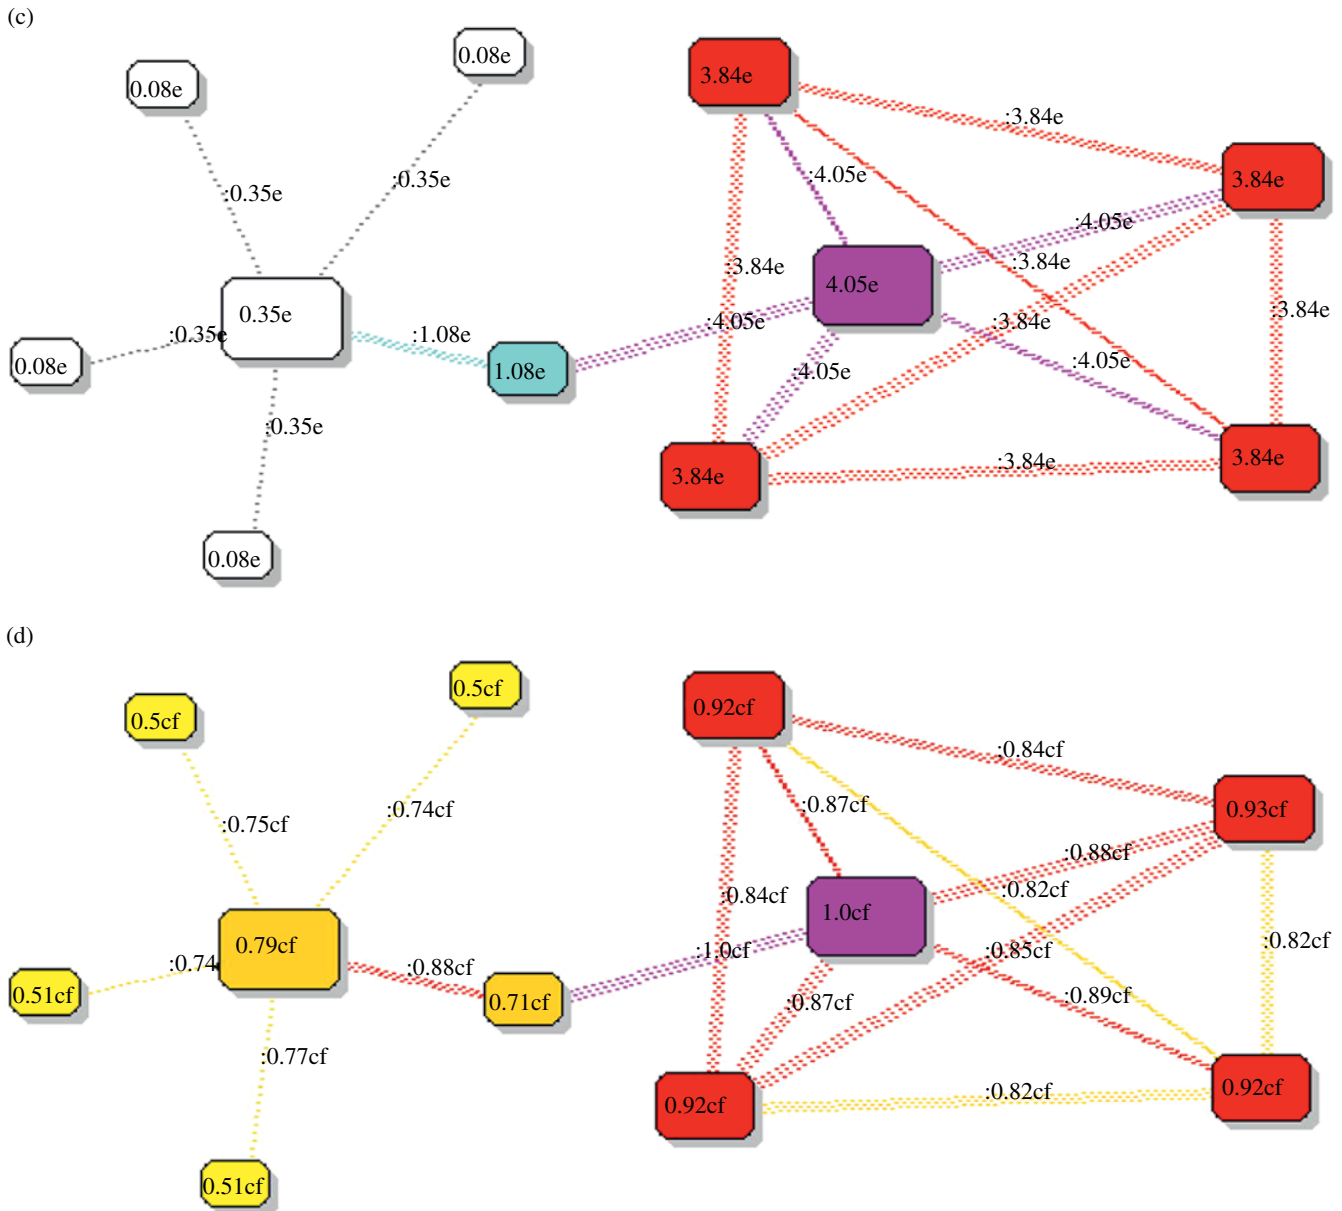 (c)
0.08e
0.08e
3.84e
:3.84e
:0.35e
:0.35e
:4.05e
3.84e
:4.05e
:3.84e
:3.84e
4.05e
0.35e
:0.35e
:1.08e
:4.05e
:3.84e
:3.84e
0.08e
1.08e
:4.05e
:4.05e
:0.35e
3.84e
:3.84e
3.84e
0.08e
(d)
0.5cf
0.5cf
0.92cf
:0.84cf
:0.75cf
:0.74cf
:0.87cf
0.93cf
:0.88cf
:0.84cf
:0.82cf
1.0cf
0.79cf
:0.74
:0.88cf
:1.0cf
:0.85cf
:0.82cf
0.51cf
0.71cf
:0.87cf
:0.89cf
:0.77cf
0.92cf
:0.82cf
0.92cf
0.51cf